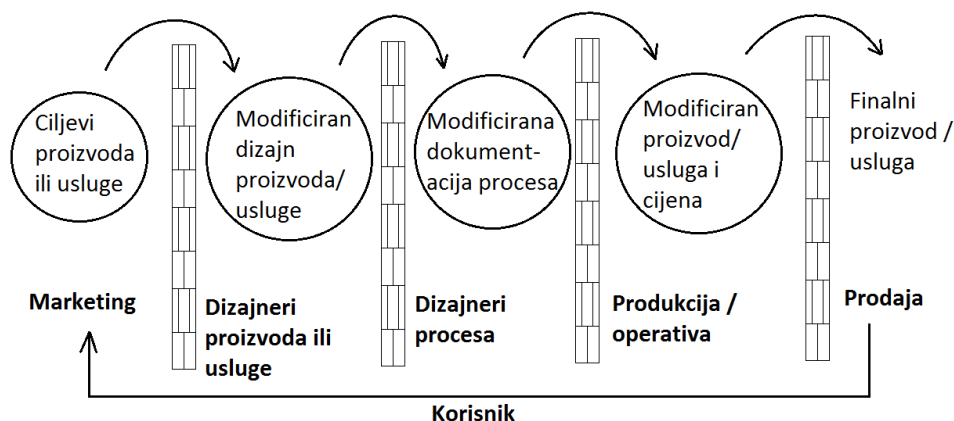 Ciljevi
proizvoda
ili usluge
Modificiran
dizajn
proizvoda/
usluge
Modificirana
dokument-
acija procesa
Modificiran
proizvod/
usluga i
cijena
Finalni
proizvod /
usluga
Marketing
Dizajneri
proizvoda ili
usluge
Dizajneri
procesa
Produkcija /
operativa
Prodaja
Korisnik